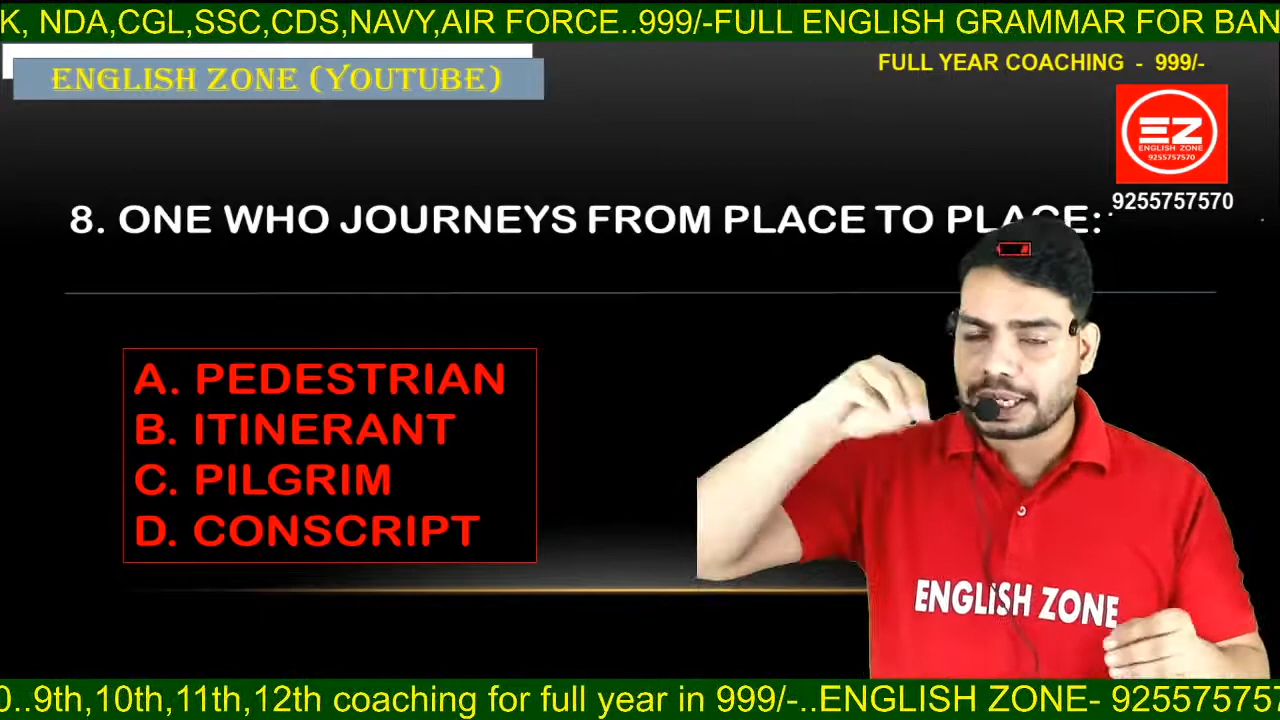 K, NDA,CGL,SSC,CDS,NAVY,AIR FORCE..999/-FULL ENGLISH GRAMMAR FOR BAN
ENGLISH ZONE (YOUTUBE)
FULL YEAR COACHING - 999/-
EZ
ENGLISH ZONE
9255757570
9255757570
8. ONE WHO JOURNEYS FROM PLACE TO PLACE:
A. PEDESTRIAN
B. ITINERANT
C. PILGRIM
D. CONSCRIPT
ENGLISH ZONE
0..9th,10th,11th,12th coaching for full year in 999/-..ENGLISH ZONE- 925575757